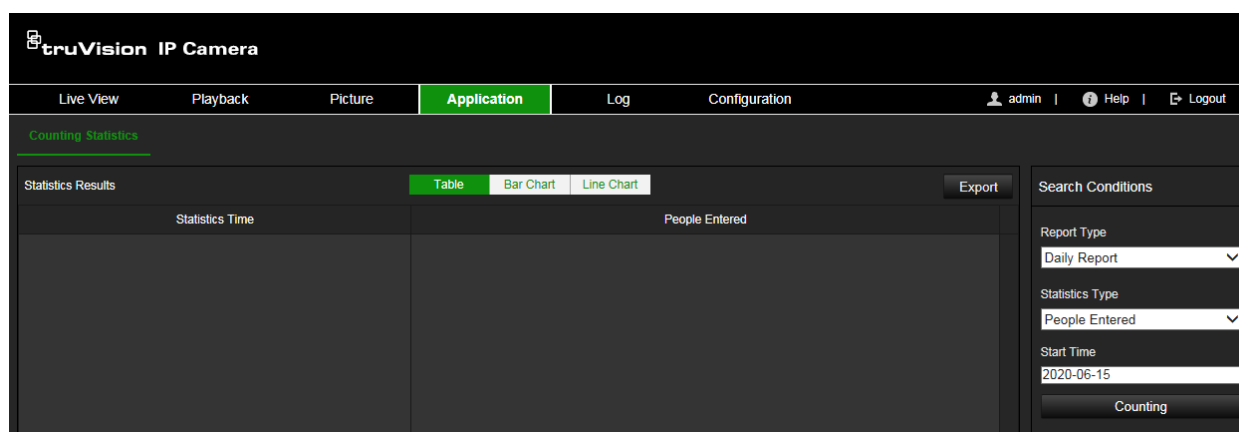 truVision IP Camera
Live View Playback Picture Application Log Configuration admin | Help | Logout
Counting Statistics
Statistics Results Table Bar Chart Line Chart Export
Statistics Time People Entered
Search Conditions
Report Type
Daily Report
Statistics Type
People Entered
Start Time
2020-06-15
Counting